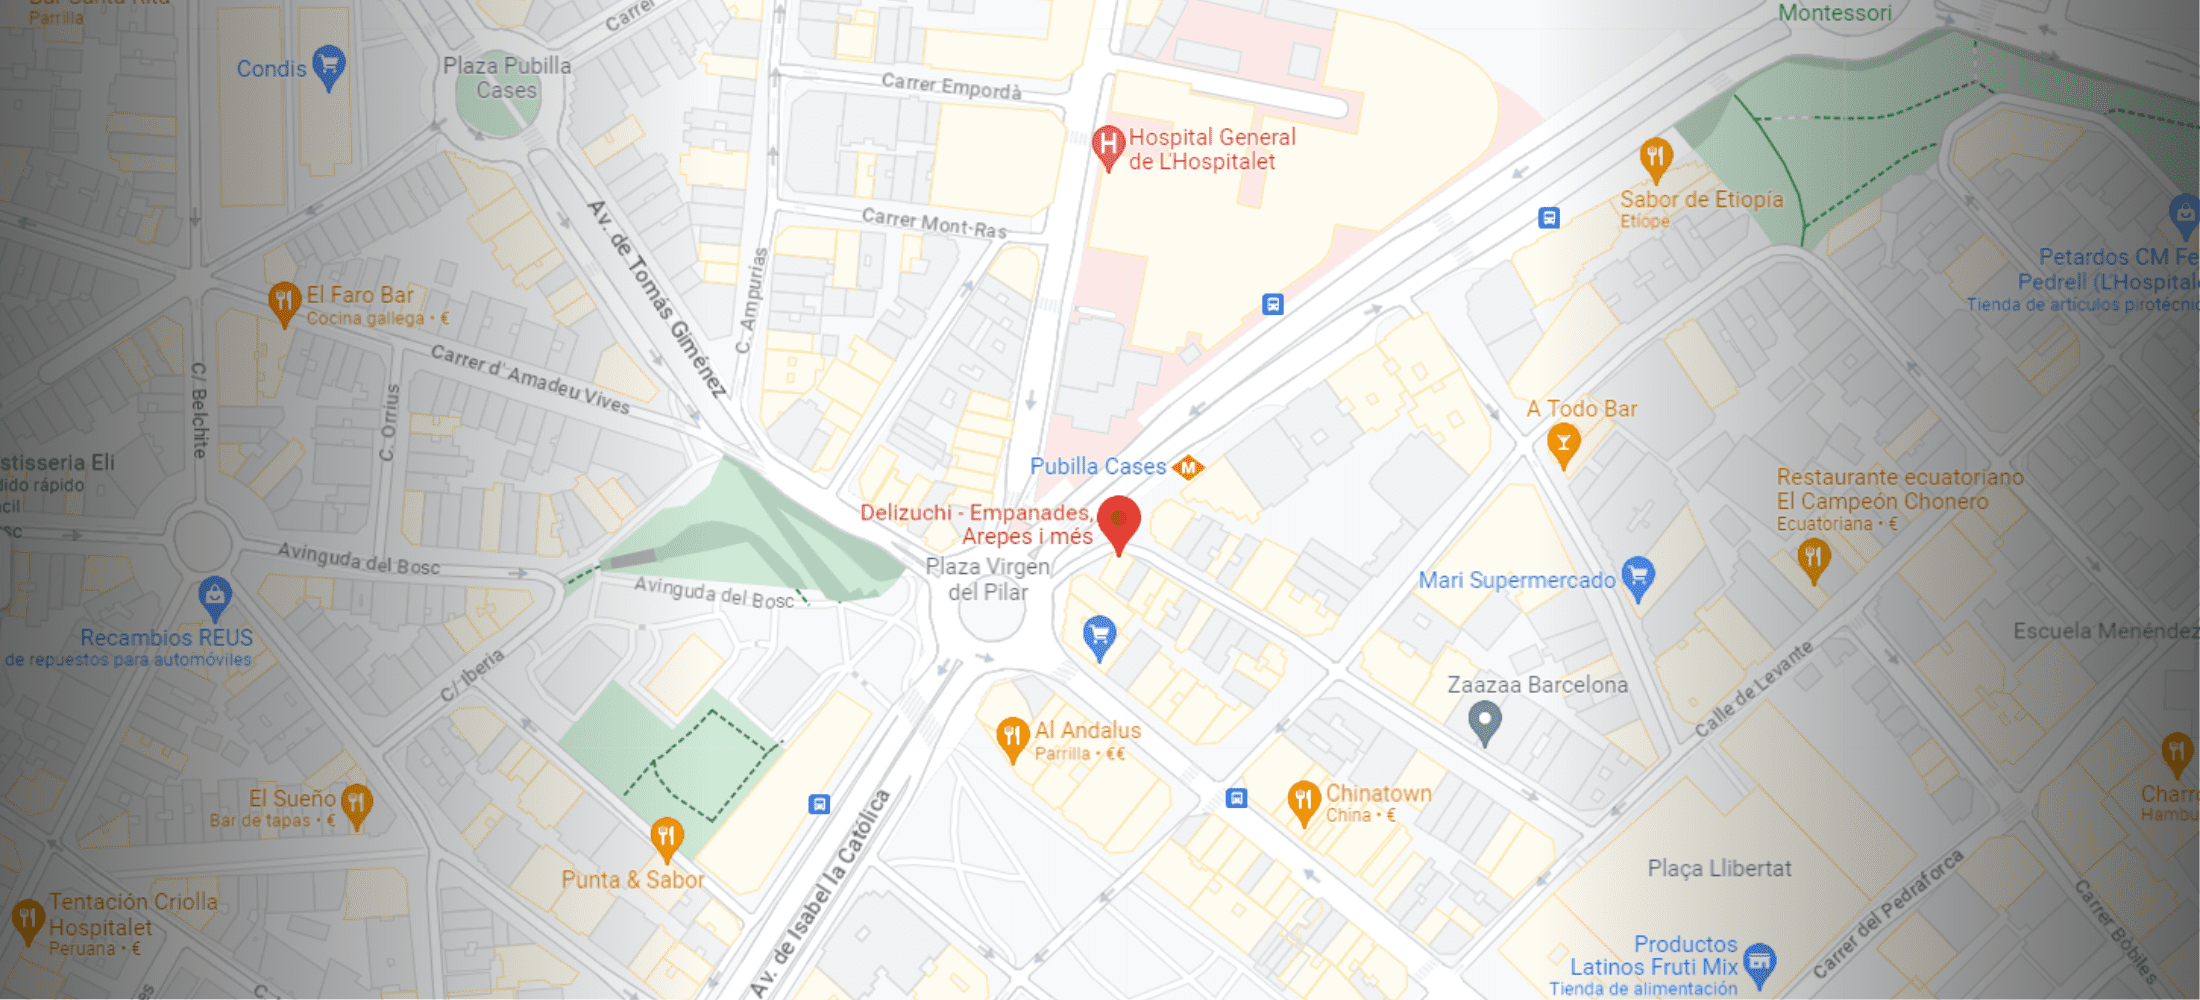 Parrilla
Carrer
Montessori
Condis
Plaza Pubilla
Cases
Carrer Empordà
Hospital General
de L'Hospitalet
Sabor de Etiopía
Etíope
Carrer Mont-Ras
Av. de Tomás Giménez
C. Ampurias
Petardos CM Fe
Pedrell (L'Hospital
Tienda de artículos pirotécnic
El Faro Bar
Cocina gallega · €
Carrer d'Amadeu Vives
C/ Belchite
C. Orrius
A Todo Bar
stisseria Eli
dido rápido
àcil
Pubilla Cases
M
Restaurante ecuatoriano
El Campeón Chonero
Ecuatoriana · €
Delizuchi - Empanades,
Arepes i més
Plaza Virgen
del Pilar
Avinguda del Bosc
Avinguda del Bosc
Mari Supermercado
Recambios REUS
de repuestos para automóviles
C/ Iberia
Escuela Menéndez
Zaazaa Barcelona
Calle de Levante
Al Andalus
Parrilla · €€
El Sueño
Bar de tapas · €
Chinatown
China · €
Charr
Hambu
Punta & Sabor
Av. de Isabel la Católica
Plaça Llibertat
Tentación Criolla
Hospitalet
Peruana · €
Carrer del Pedraforca
Carrer Bòbiles
Productos
Latinos Fruti Mix
Tienda de alimentación